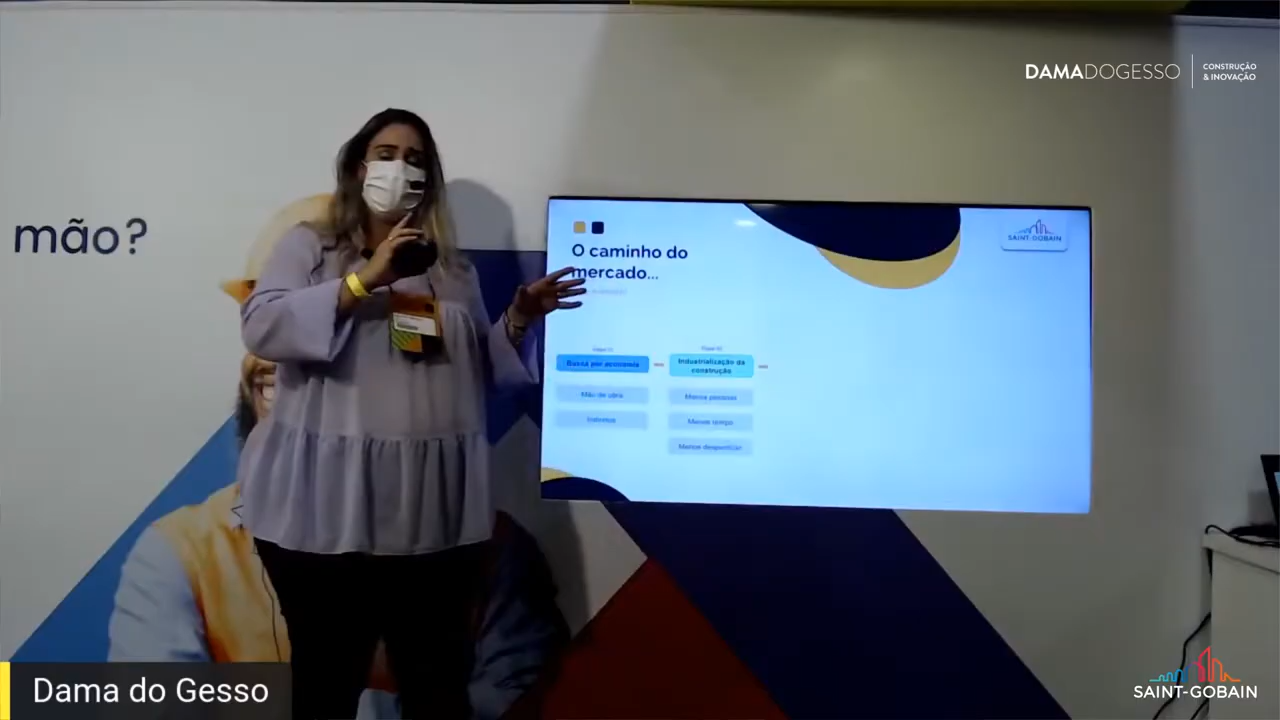 DAMADOGESSO
CONSTRUÇÃO
& INOVAÇÃO
mão?
O caminho do
mercado...
SAINT-GOBAIN
Busca por economia
Industrialização da
construção
Mão de obra
Menos pessoas
Menos tempo
Menos desperdício
Dama do Gesso
SAINT-GOBAIN